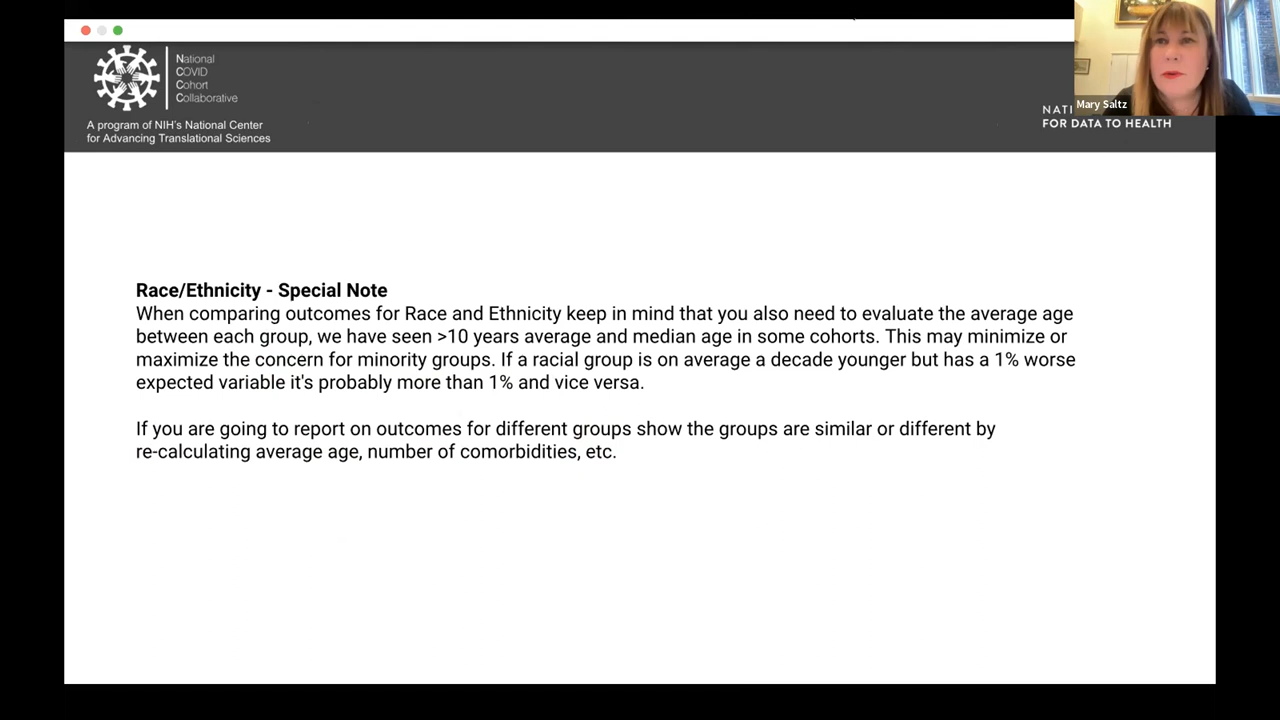 National
COVID
Cohort
Collaborative
A program of NIH's National Center
for Advancing Translational Sciences
FOR DATA TO HEALTH
Mary Saltz
Race/Ethnicity - Special Note
When comparing outcomes for Race and Ethnicity keep in mind that you also need to evaluate the average age
between each group, we have seen >10 years average and median age in some cohorts. This may minimize or
maximize the concern for minority groups. If a racial group is on average a decade younger but has a 1% worse
expected variable it's probably more than 1% and vice versa.
If you are going to report on outcomes for different groups show the groups are similar or different by
re-calculating average age, number of comorbidities, etc.